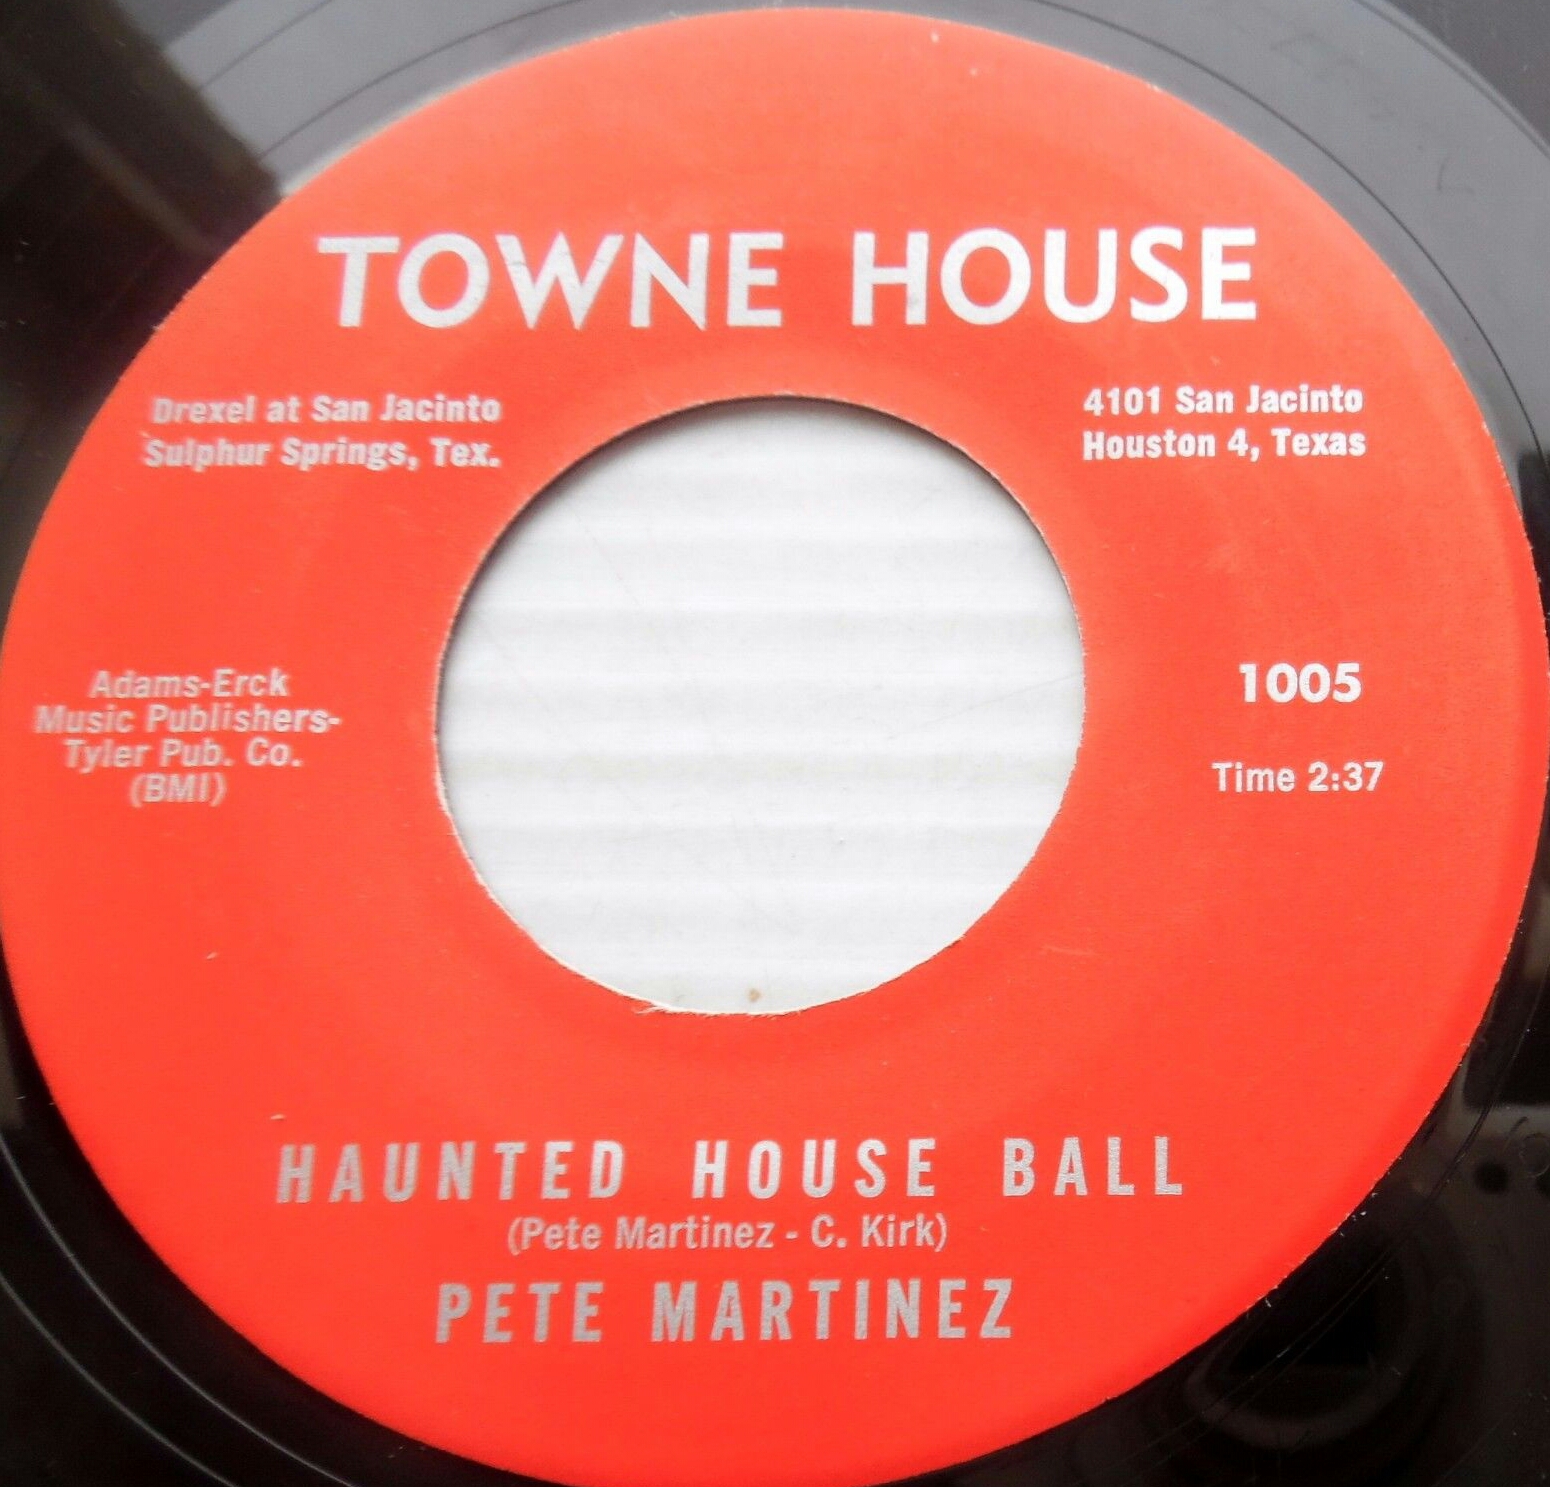 TOWNE HOUSE
Drexel at San Jacinto
Sulphur Springs, Tex.
4101 San Jacinto
Houston 4, Texas
Adams-Erck
Music Publishers-
Tyler Pub. Co.
(BMI)
1005
Time 2:37
HAUNTED HOUSE BALL
(Pete Martinez - C. Kirk)
PETE MARTINEZ